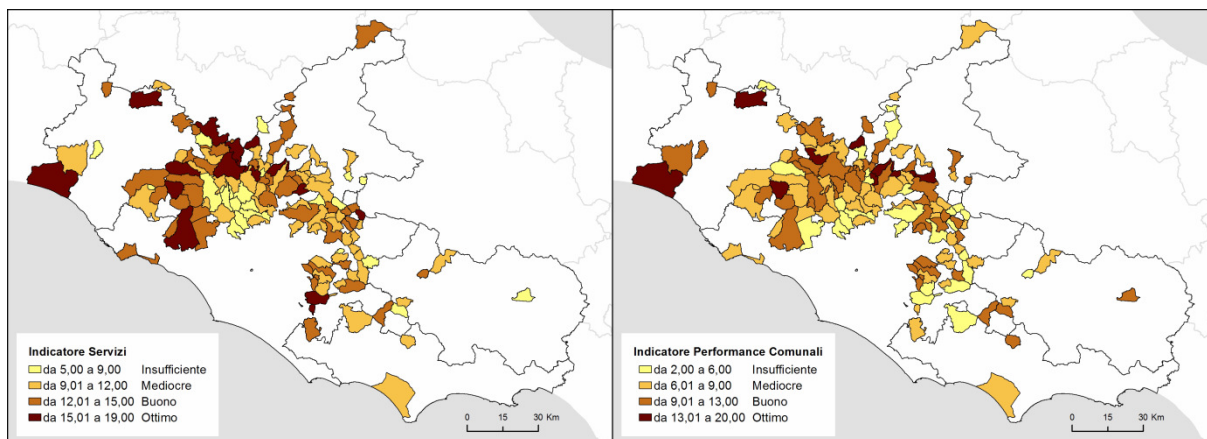 Indicatore Servizi
da 5,00 a 9,00 Insufficiente
da 9,01 a 12,00 Mediocre
da 12,01 a 15,00 Buono
da 15,01 a 19,00 Ottimo
0 15 30 Km
Indicatore Performance Comunali
da 2,00 a 6,00 Insufficiente
da 6,01 a 9,00 Mediocre
da 9,01 a 13,00 Buono
da 13,01 a 20,00 Ottimo
0 15 30 Km